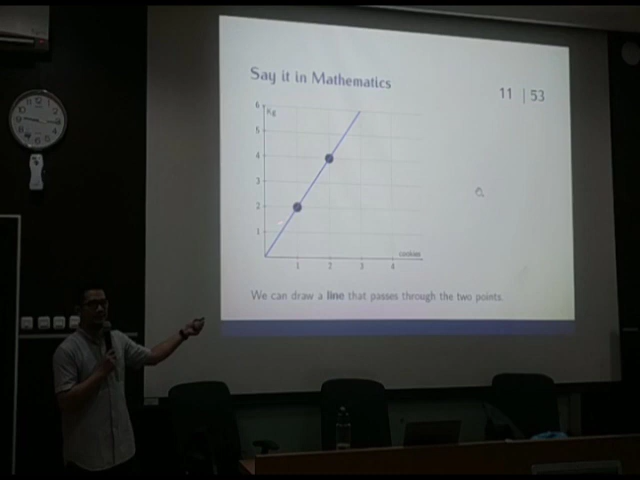 Say it in Mathematics
11 | 53
6
Kg
5
4
3
2
1
1 2 3 4
cookies
We can draw a line that passes through the two points.